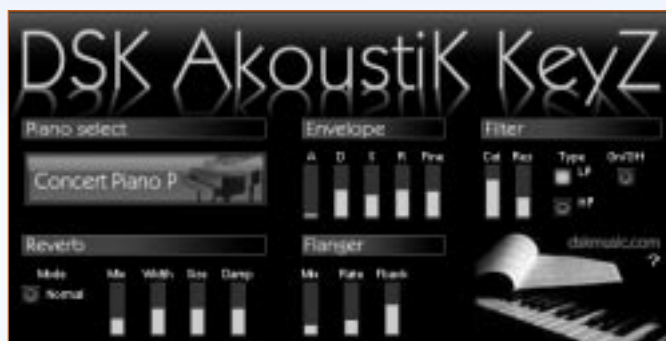 DSK AkoustiK KeyZ
Piano select
Envelope
Filter
A D S R Fine
Cut Res Type On/Off
LP
Concert Piano P
HP
Reverb
Flanger
dskmusic.com
?
Mode Mix Width Size Damp
Mix Rate Fback
Normal